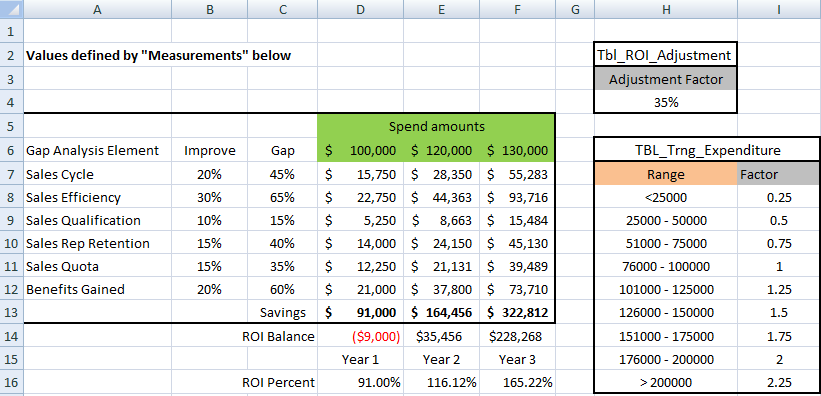 A B C D E F G H I
1
2 Values defined by "Measurements" below Tbl_ROI_Adjustment
3 Adjustment Factor
4 35%
5 Spend amounts
6 Gap Analysis Element Improve Gap $ 100,000 $ 120,000 $ 130,000 TBL_Trng_Expenditure
7 Sales Cycle 20% 45% $ 15,750 $ 28,350 $ 55,283 Range Factor
8 Sales Efficiency 30% 65% $ 22,750 $ 44,363 $ 93,716 <25000 0.25
9 Sales Qualification 10% 15% $ 5,250 $ 8,663 $ 15,484 25000 - 50000 0.5
10 Sales Rep Retention 15% 40% $ 14,000 $ 24,150 $ 45,130 51000 - 75000 0.75
11 Sales Quota 15% 35% $ 12,250 $ 21,131 $ 39,489 76000 - 100000 1
12 Benefits Gained 20% 60% $ 21,000 $ 37,800 $ 73,710 101000 - 125000 1.25
13 Savings $ 91,000 $ 164,456 $ 322,812 126000 - 150000 1.5
14 ROI Balance ($9,000) $35,456 $228,268 151000 - 175000 1.75
15 Year 1 Year 2 Year 3 176000 - 200000 2
16 ROI Percent 91.00% 116.12% 165.22% > 200000 2.25